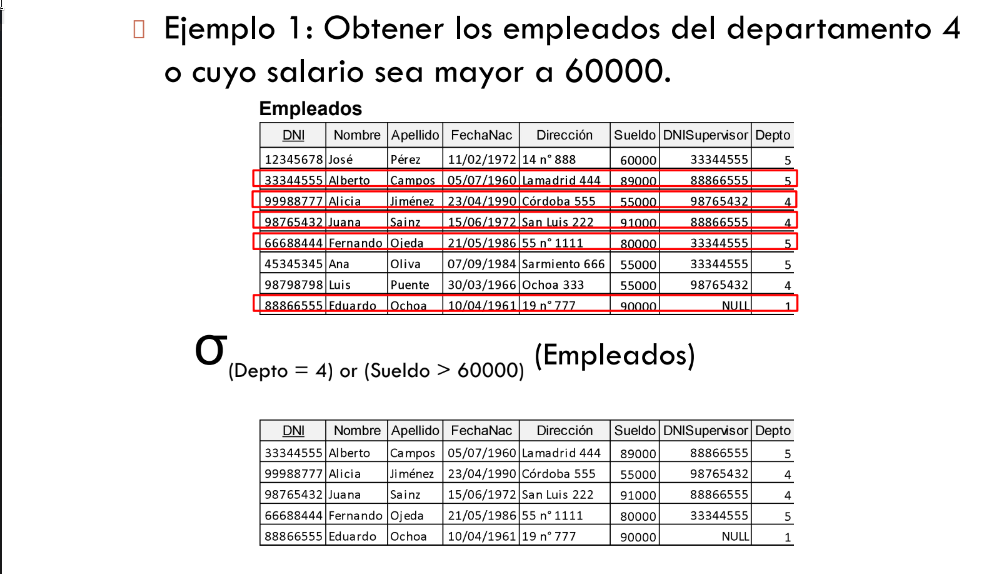 Ejemplo 1: Obtener los empleados del departamento 4
o cuyo salario sea mayor a 60000.
Empleados
DNI Nombre Apellido FechaNac Dirección Sueldo DNISupervisor Depto
12345678 José Pérez 11/02/1972 14 n° 888 60000 33344555 5
33344555 Alberto Campos 05/07/1960 Lamadrid 444 89000 88866555 5
99988777 Alicia Jiménez 23/04/1990 Córdoba 555 55000 98765432 4
98765432 Juana Sainz 15/06/1972 San Luis 222 91000 88866555 4
66688444 Fernando Ojeda 21/05/1986 55 n° 1111 80000 33344555 5
45345345 Ana Oliva 07/09/1984 Sarmiento 666 55000 33344555 5
98798798 Luis Puente 30/03/1966 Ochoa 333 55000 98765432 4
88866555 Eduardo Ochoa 10/04/1961 19 n° 777 90000 NULL 1
σ (Depto = 4) or (Sueldo > 60000) (Empleados)
DNI Nombre Apellido FechaNac Dirección Sueldo DNISupervisor Depto
33344555 Alberto Campos 05/07/1960 Lamadrid 444 89000 88866555 5
99988777 Alicia Jiménez 23/04/1990 Córdoba 555 55000 98765432 4
98765432 Juana Sainz 15/06/1972 San Luis 222 91000 88866555 4
66688444 Fernando Ojeda 21/05/1986 55 n° 1111 80000 33344555 5
88866555 Eduardo Ochoa 10/04/1961 19 n° 777 90000 NULL 1